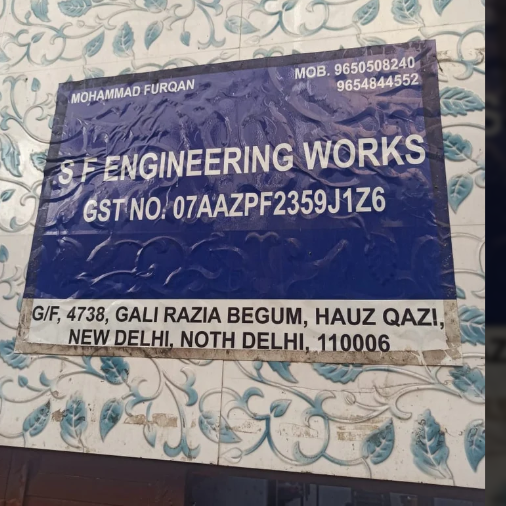 MOHAMMAD FURQAN
MOB. 9650508240
9654844552
S F ENGINEERING WORKS
GST NO. 07AAZPF2359J1Z6
G/F, 4738, GALI RAZIA BEGUM, HAUZ QAZI,
NEW DELHI, NOTH DELHI, 110006